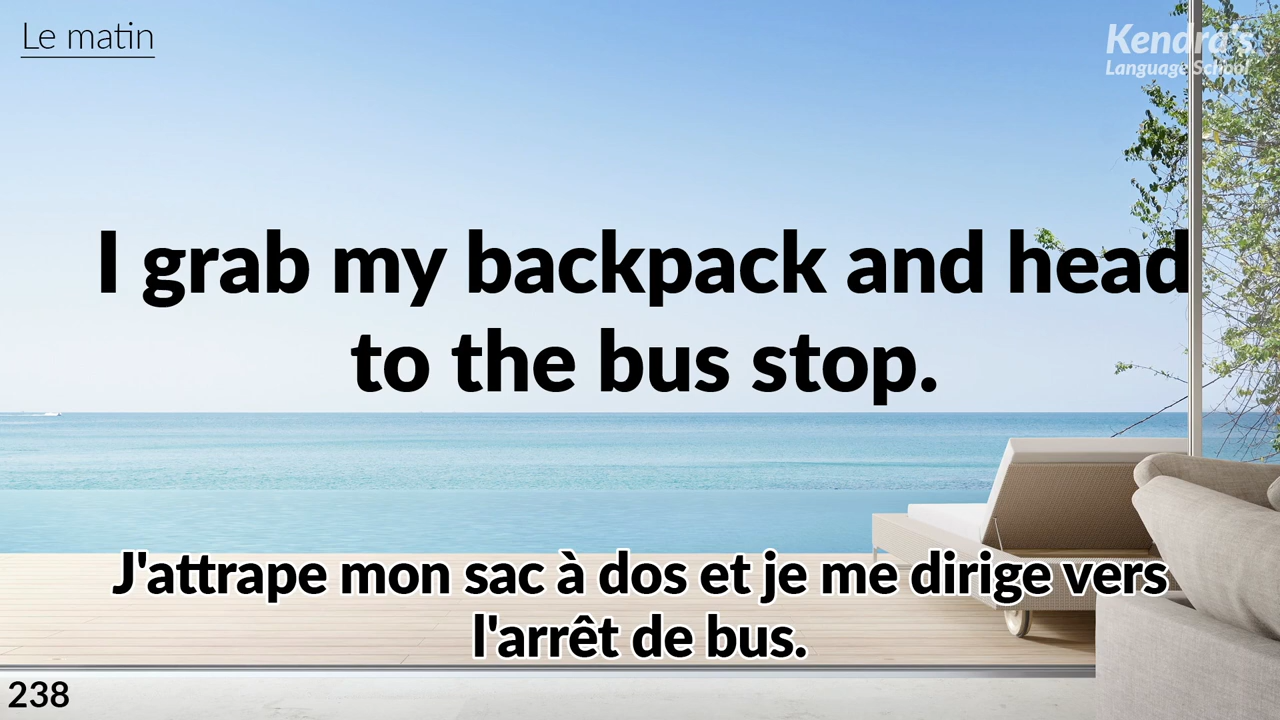 Le matin
Kendra's
Language School
I grab my backpack and head
to the bus stop.
J'attrape mon sac à dos et je me dirige vers
l'arrêt de bus.
238